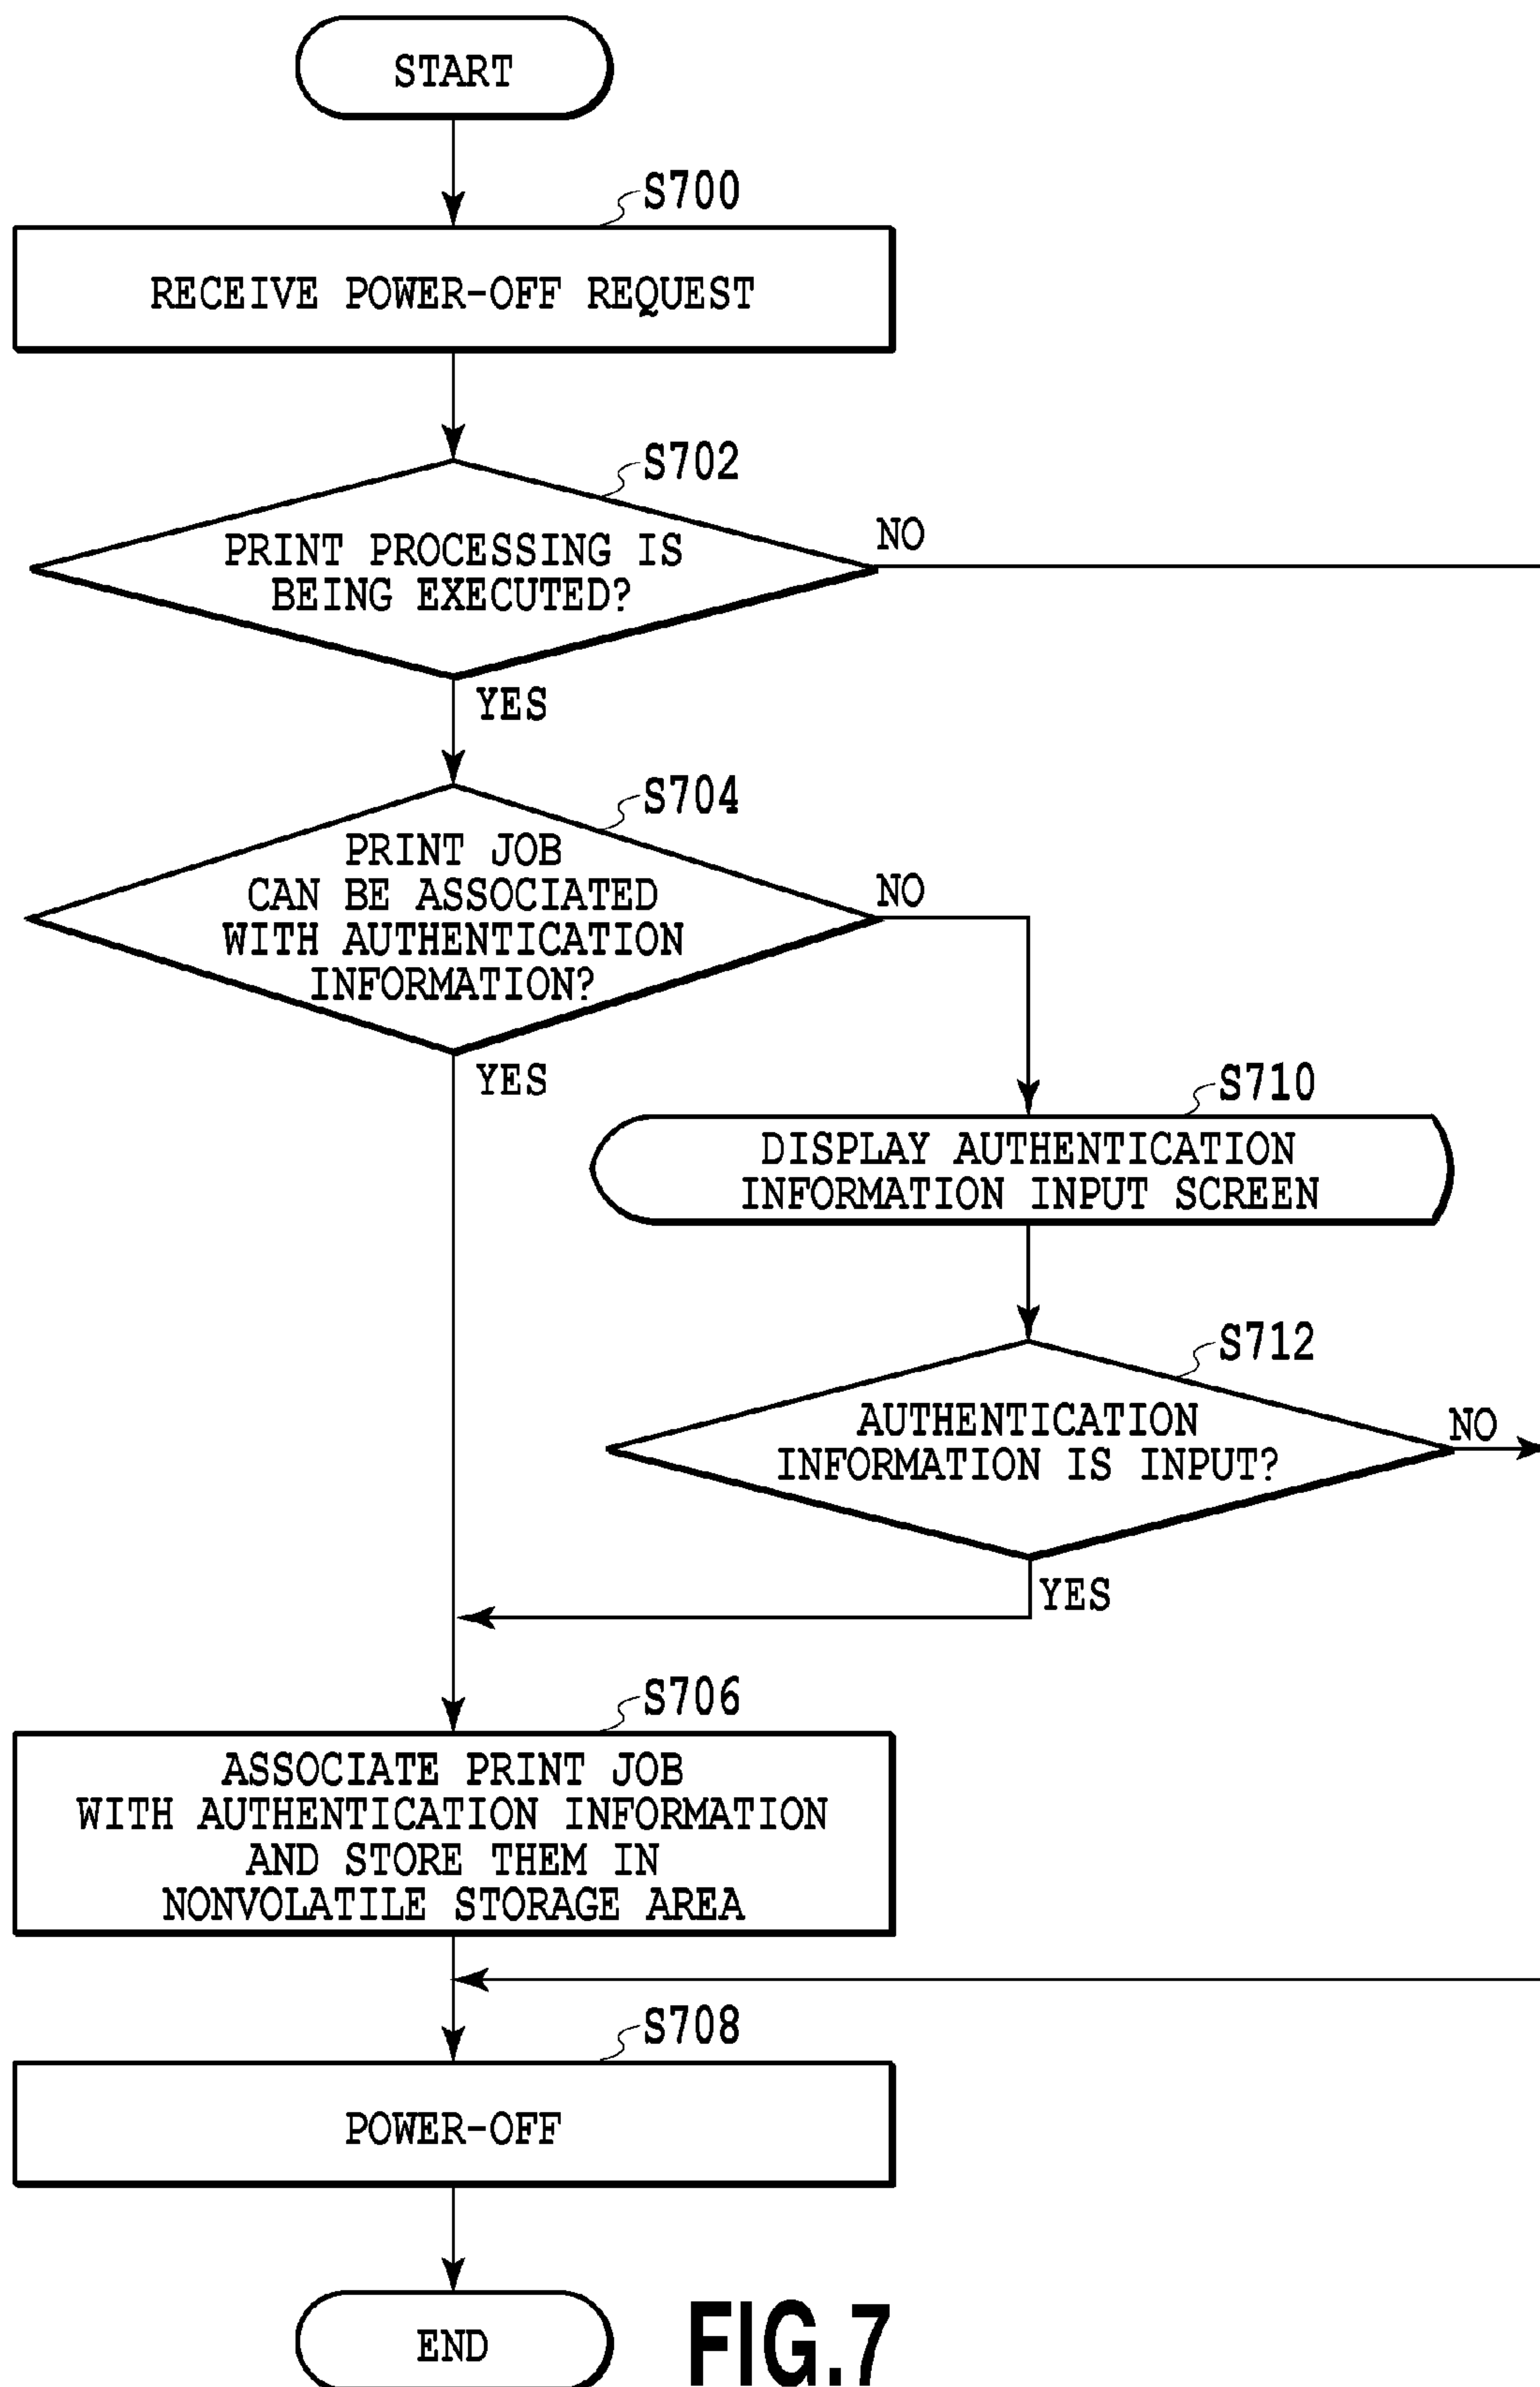 START
S700
RECEIVE POWER-OFF REQUEST
S702
PRINT PROCESSING IS
BEING EXECUTED?
NO
YES
S704
PRINT JOB
CAN BE ASSOCIATED
WITH AUTHENTICATION
INFORMATION?
NO
YES
S710
DISPLAY AUTHENTICATION
INFORMATION INPUT SCREEN
S712
AUTHENTICATION
INFORMATION IS INPUT?
NO
YES
S706
ASSOCIATE PRINT JOB
WITH AUTHENTICATION INFORMATION
AND STORE THEM IN
NONVOLATILE STORAGE AREA
S708
POWER-OFF
END
FIG.7